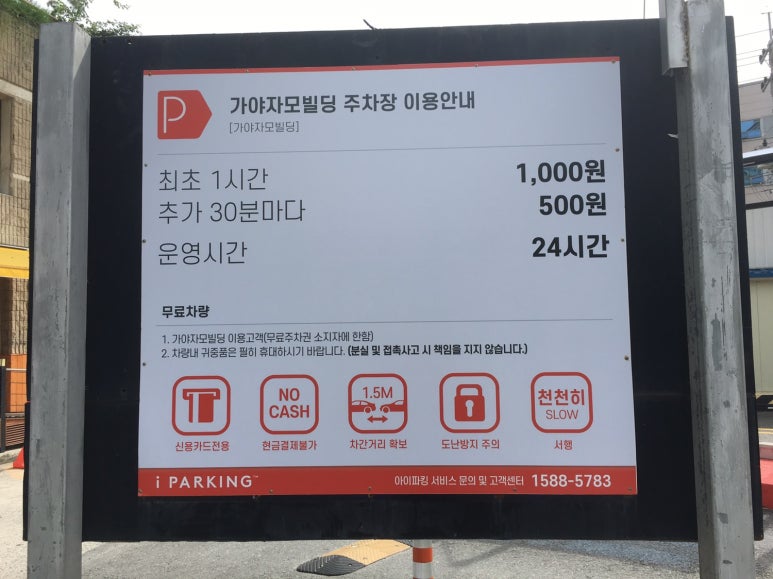 P
가야자모빌딩 주차장 이용안내
[가야자모빌딩]
최초 1시간 1,000원
추가 30분마다 500원
운영시간 24시간
무료차량
1. 가야자모빌딩 이용고객(무료주차권 소지자에 한함)
2. 차량내 귀중품은 필히 휴대하시기 바랍니다. (분실 및 접촉사고 시 책임을 지지 않습니다.)
NO CASH 1.5M 천천히 SLOW
신용카드전용 현금결제불가 차간거리 확보 도난방지 주의 서행
i PARKING™ 아이파킹 서비스 문의 및 고객센터 1588-5783